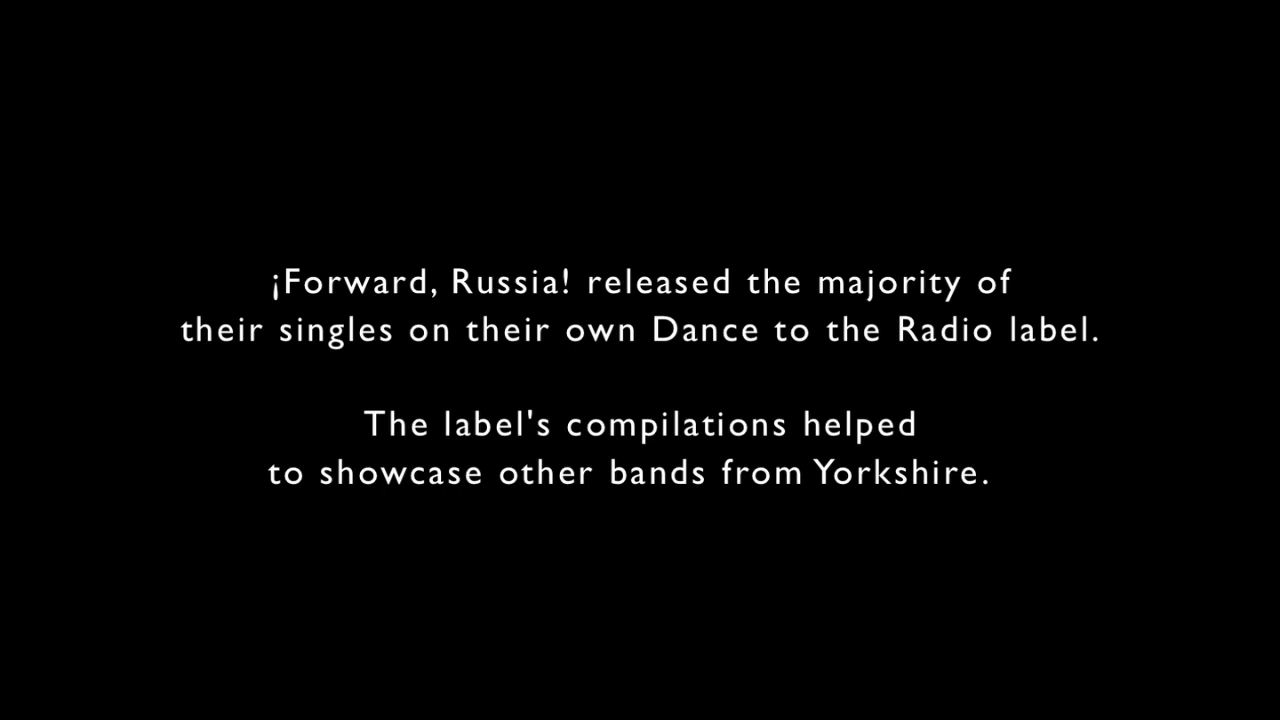 ¡Forward, Russia! released the majority of
their singles on their own Dance to the Radio label.
The label's compilations helped
to showcase other bands from Yorkshire.